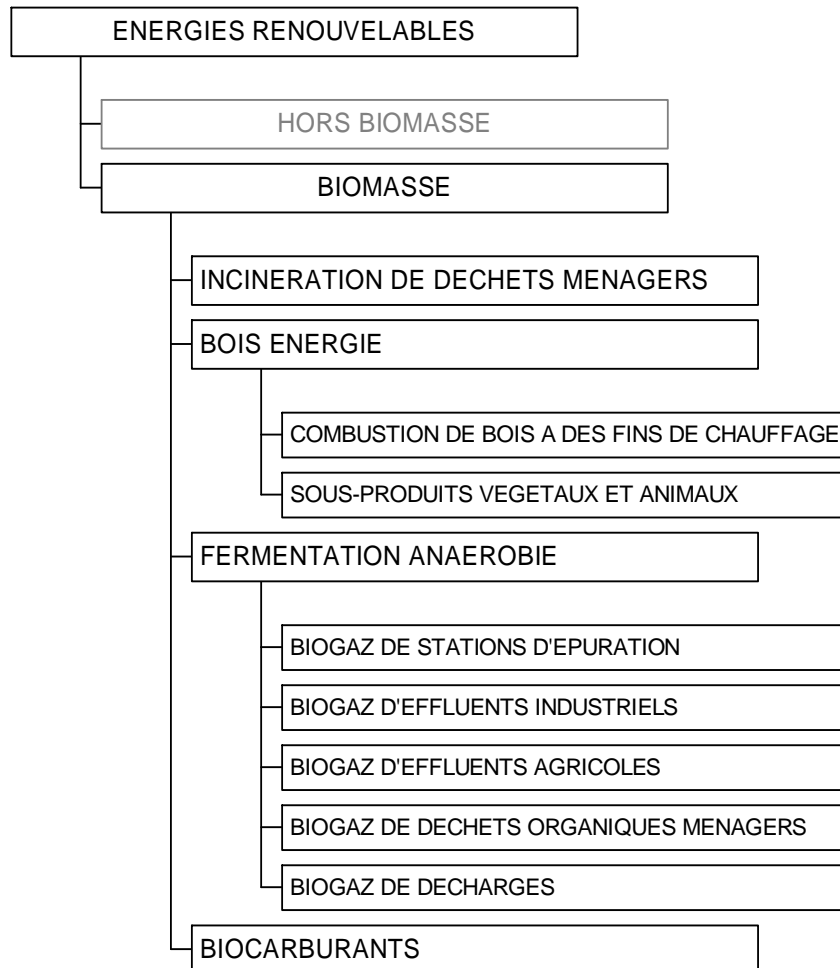 ENERGIES RENOUVELABLES
HORS BIOMASSE
BIOMASSE
INCINERATION DE DECHETS MENAGERS
BOIS ENERGIE
COMBUSTION DE BOIS A DES FINS DE CHAUFFAGE
SOUS-PRODUITS VEGETAUX ET ANIMAUX
FERMENTATION ANAEROBIE
BIOGAZ DE STATIONS D'EPURATION
BIOGAZ D'EFFLUENTS INDUSTRIELS
BIOGAZ D'EFFLUENTS AGRICOLES
BIOGAZ DE DECHETS ORGANIQUES MENAGERS
BIOGAZ DE DECHARGES
BIOCARBURANTS